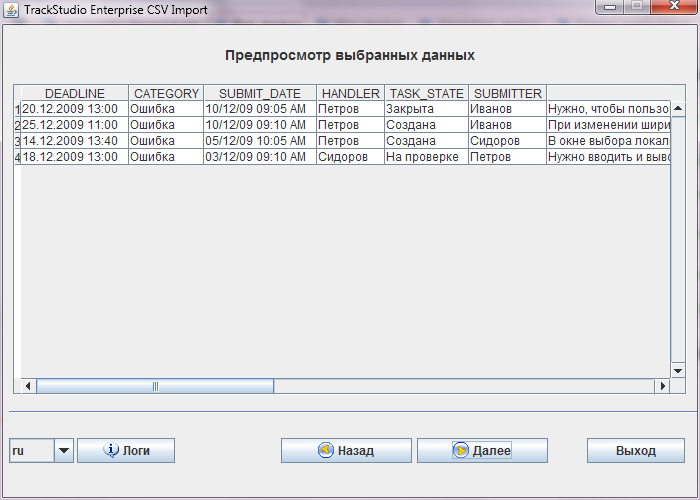 TrackStudio Enterprise CSV Import
Предпросмотр выбранных данных
DEADLINE CATEGORY SUBMIT_DATE HANDLER TASK_STATE SUBMITTER
1 20.12.2009 13:00 Ошибка 10/12/09 09:05 AM Петров Закрыта Иванов Нужно, чтобы пользо
2 25.12.2009 11:00 Ошибка 10/12/09 09:10 AM Петров Создана Иванов При изменении шири
3 14.12.2009 13:40 Ошибка 05/12/09 10:05 AM Петров Создана Сидоров В окне выбора локал
4 18.12.2009 13:00 Ошибка 03/12/09 09:10 AM Сидоров На проверке Петров Нужно вводить и выво
ru Логи Назад Далее Выход